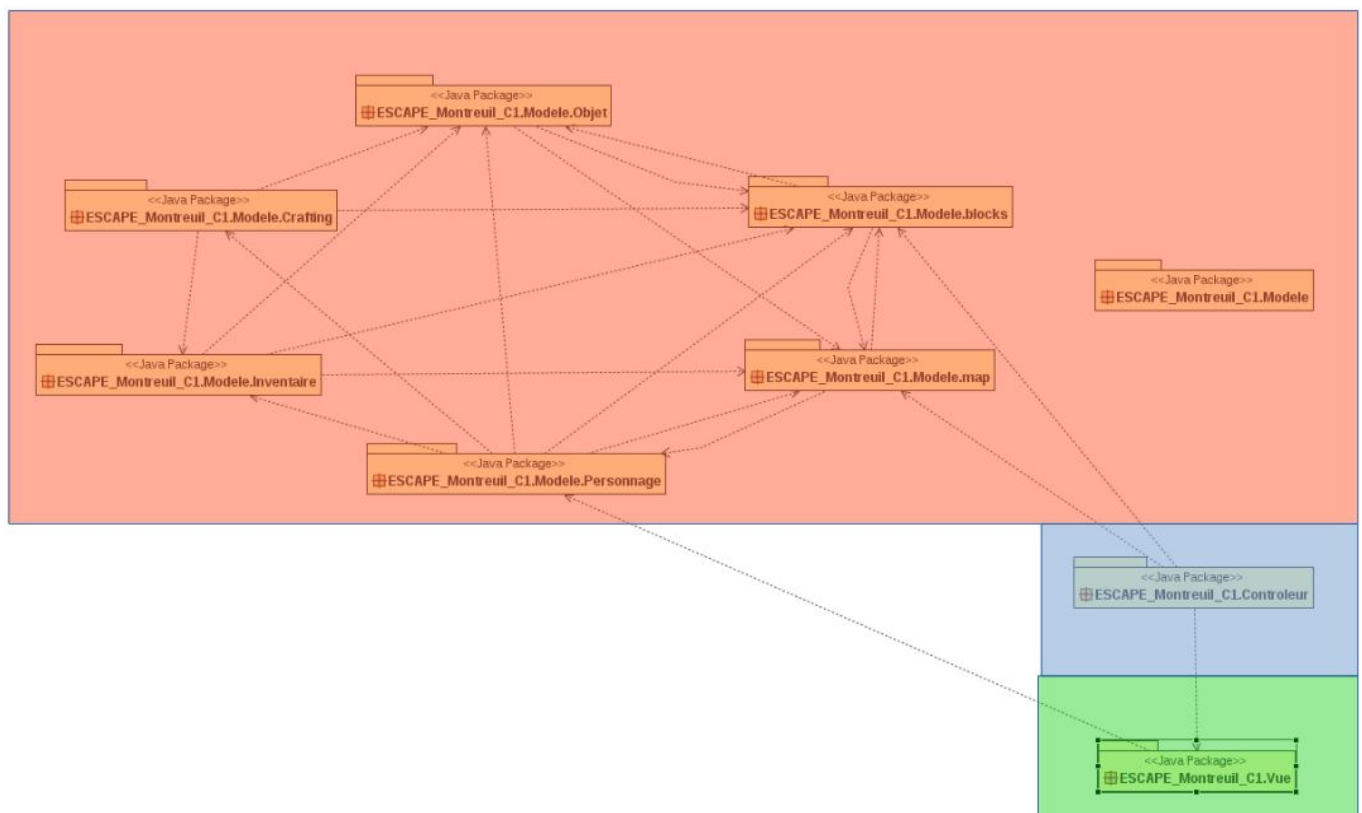 <<Java Package>>
ESCAPE_Montreuil_C1.Modele.Objet
<<Java Package>>
ESCAPE_Montreuil_C1.Modele.Crafting
<<Java Package>>
ESCAPE_Montreuil_C1.Modele.blocks
<<Java Package>>
ESCAPE_Montreuil_C1.Modele
<<Java Package>>
ESCAPE_Montreuil_C1.Modele.Inventaire
<<Java Package>>
ESCAPE_Montreuil_C1.Modele.map
<<Java Package>>
ESCAPE_Montreuil_C1.Modele.Personnage
<<Java Package>>
ESCAPE_Montreuil_C1.Controleur
<<Java Package>>
ESCAPE_Montreuil_C1.Vue